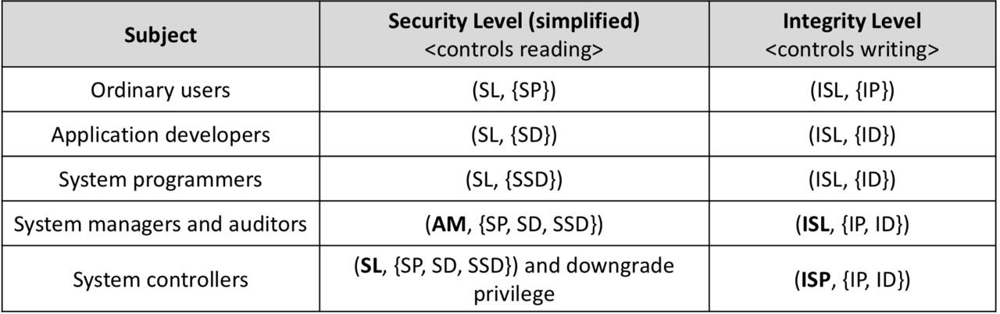 Subject
Security Level (simplified)
<controls reading>
Integrity Level
<controls writing>
Ordinary users
(SL, {SP})
(ISL, {IP})
Application developers
(SL, {SD})
(ISL, {ID})
System programmers
(SL, {SSD})
(ISL, {ID})
System managers and auditors
(AM, {SP, SD, SSD})
(ISL, {IP, ID})
System controllers
(SL, {SP, SD, SSD}) and downgrade
privilege
(ISP, {IP, ID})